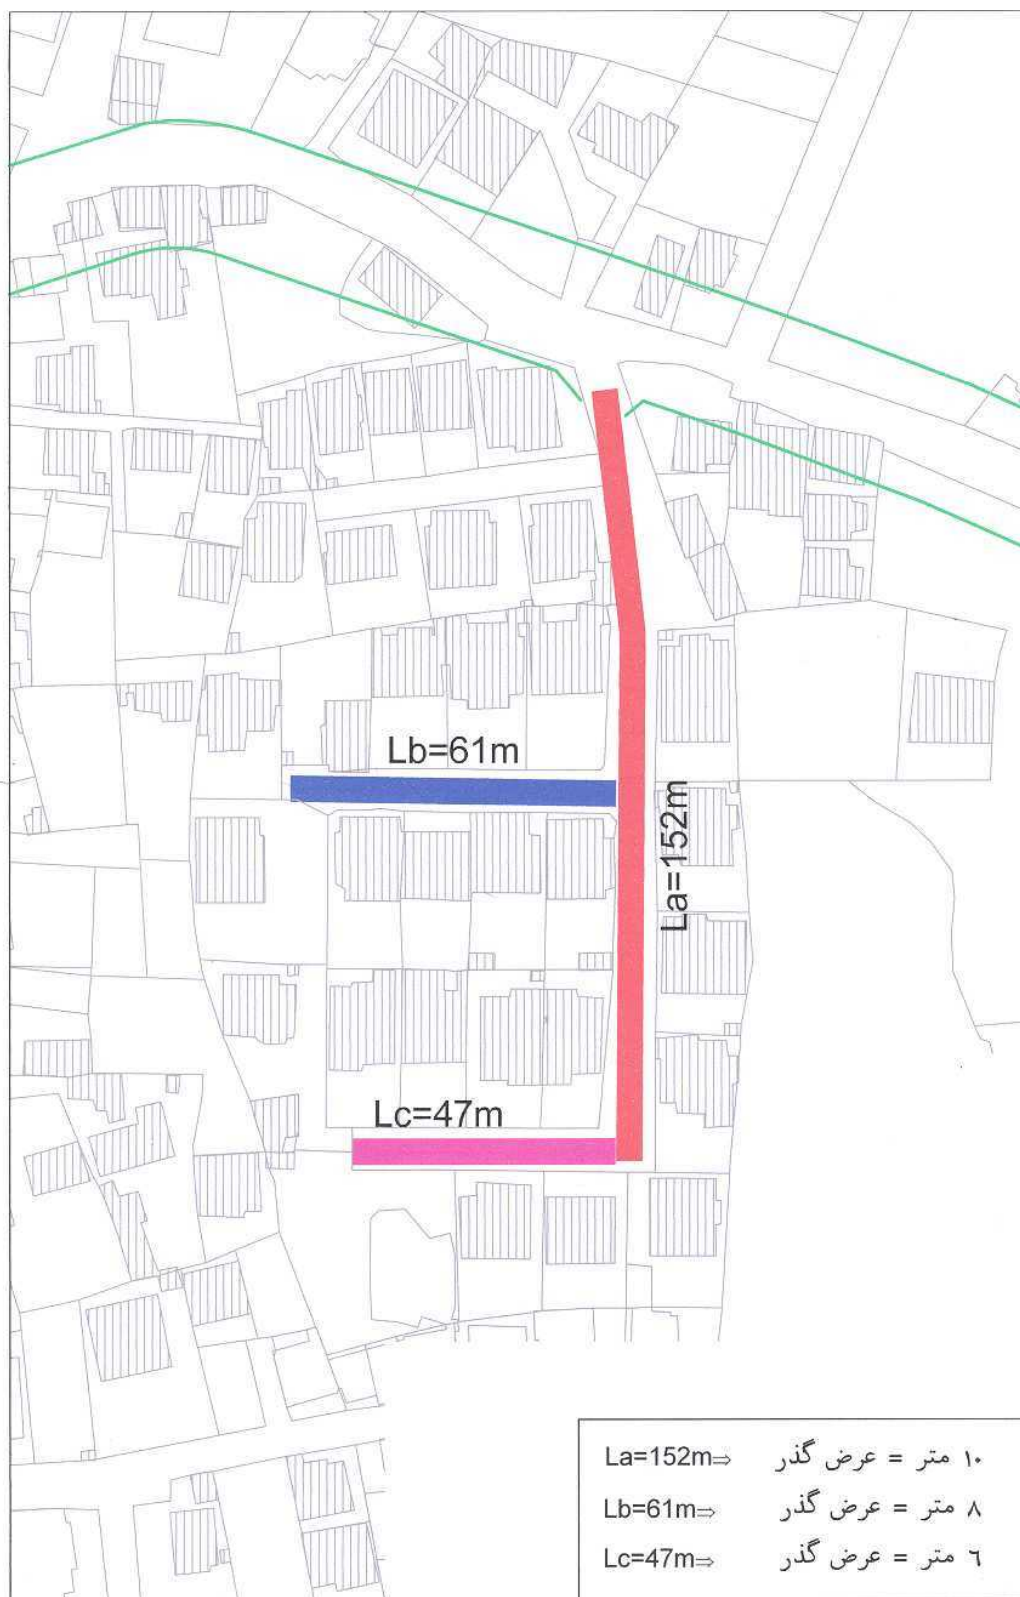 Lb=61m
La=152m
Lc=47m
La=152m⇒ ۱۰ متر = عرض گذر
Lb=61m⇒ ۸ متر = عرض گذر
Lc=47m⇒ ٦ متر = عرض گذر